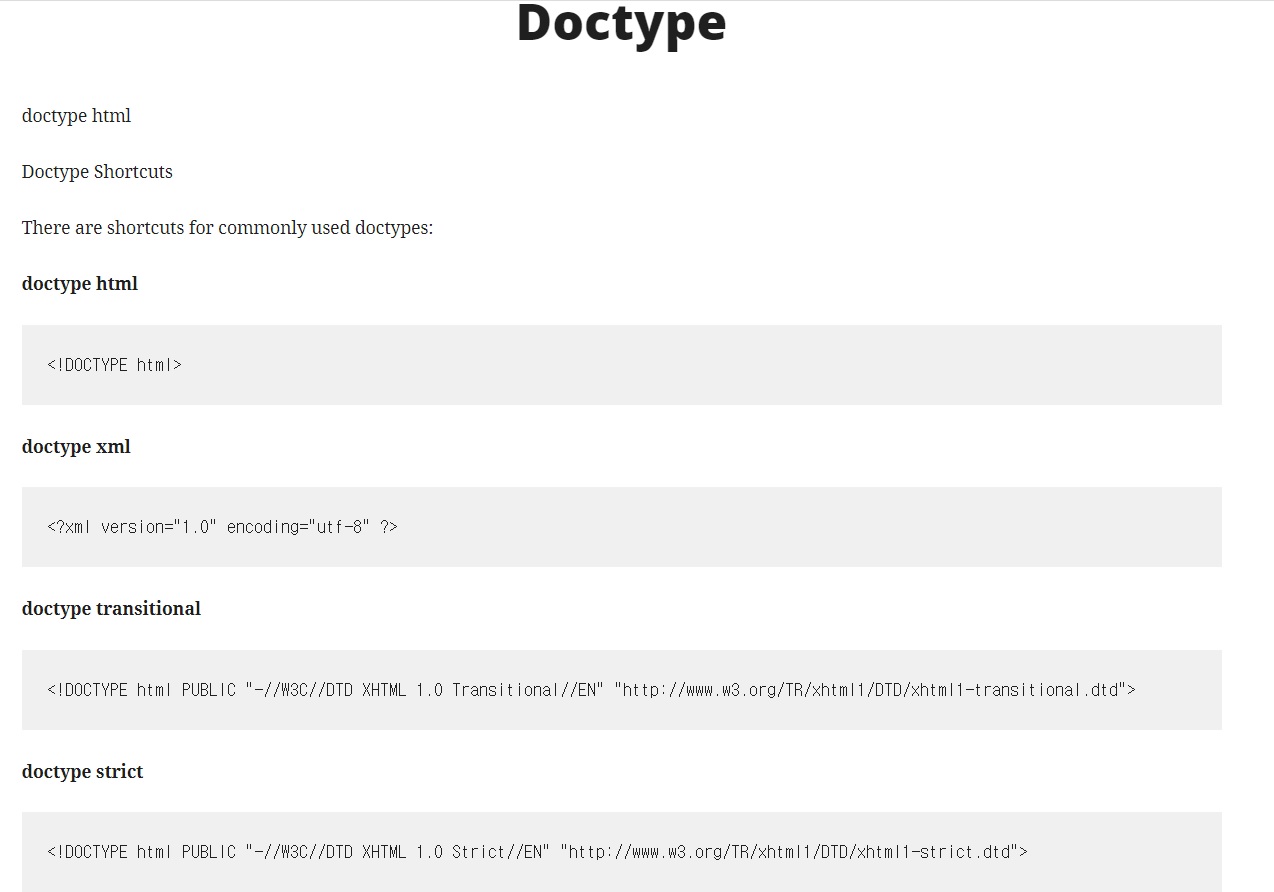 Doctype
doctype html
Doctype Shortcuts
There are shortcuts for commonly used doctypes:
doctype html
<!DOCTYPE html>
doctype xml
<?xml version="1.0" encoding="utf-8" ?>
doctype transitional
<!DOCTYPE html PUBLIC "-//W3C//DTD XHTML 1.0 Transitional//EN" "http://www.w3.org/TR/xhtml1/DTD/xhtml1-transitional.dtd">
doctype strict
<!DOCTYPE html PUBLIC "-//W3C//DTD XHTML 1.0 Strict//EN" "http://www.w3.org/TR/xhtml1/DTD/xhtml1-strict.dtd">